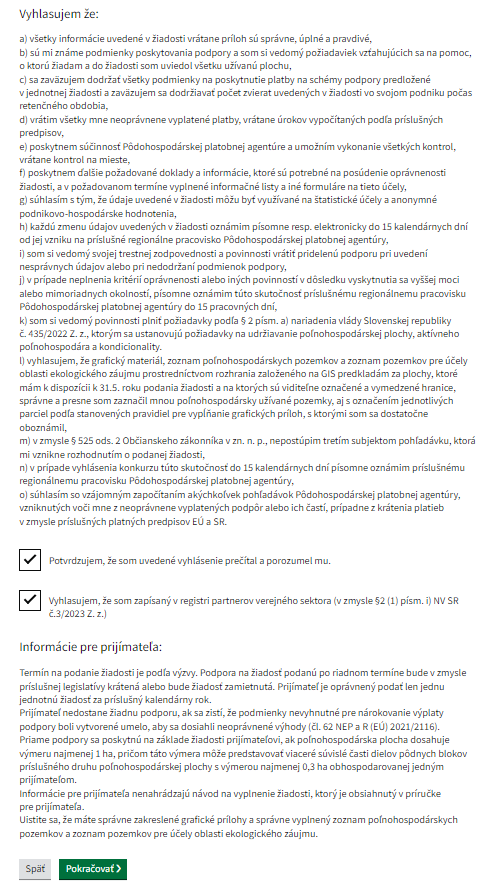 Vyhlasujem že:
a) všetky informácie uvedené v žiadosti vrátane príloh sú správne, úplné a pravdivé,
b) sú mi známe podmienky poskytovania podpory a som si vedomý požiadaviek vzťahujúcich sa na pomoc,
o ktorú žiadam a do žiadosti som uviedol všetku užívanú plochu,
c) sa zaväzujem dodržať všetky podmienky na poskytnutie platby na schémy podpory predložené
v jednotnej žiadosti a zaväzujem sa dodržiavať počet zvierat uvedených v žiadosti vo svojom podniku počas
retenčného obdobia,
d) vrátim všetky mne neoprávnene vyplatené platby, vrátane úrokov vypočítaných podľa príslušných
predpisov,
e) poskytnem súčinnosť Pôdohospodárskej platobnej agentúre a umožním vykonanie všetkých kontrol,
vrátane kontrol na mieste,
f) poskytnem ďalšie požadované doklady a informácie, ktoré sú potrebné na posúdenie oprávnenosti
žiadosti, a v požadovanom termíne vyplnené informačné listy a iné formuláre na tieto účely,
g) súhlasím s tým, že údaje uvedené v žiadosti môžu byť využívané na štatistické účely a anonymné
podnikovo-hospodárske hodnotenia,
h) každú zmenu údajov uvedených v žiadosti oznámim písomne resp. elektronicky do 15 kalendárnych dní
od jej vzniku na príslušné regionálne pracovisko Pôdohospodárskej platobnej agentúry,
i) som si vedomý svojej trestnej zodpovednosti a povinnosti vrátiť pridelenú podporu pri uvedení
nesprávnych údajov alebo pri nedodržaní podmienok podpory,
j) v prípade neplnenia kritérií oprávnenosti alebo iných povinností v dôsledku vyskytnutia sa vyššej moci
alebo mimoriadnych okolností, písomne oznámim túto skutočnosť príslušnému regionálnemu pracovisku
Pôdohospodárskej platobnej agentúry do 15 pracovných dní,
k) som si vedomý povinnosti plniť požiadavky podľa § 2 písm. a) nariadenia vlády Slovenskej republiky
č. 435/2022 Z. z., ktorým sa ustanovujú požiadavky na udržiavanie poľnohospodárskej plochy, aktívneho
poľnohospodára a kondicionality.
l) vyhlasujem, že grafický materiál, zoznam poľnohospodárskych pozemkov a zoznam pozemkov pre účely
oblasti ekologického záujmu prostredníctvom rozhrania založeného na GIS predkladám za plochy, ktoré
mám k dispozícii k 31.5. roku podania žiadosti a na ktorých sú viditeľne označené a vymedzené hranice,
správne a presne som zaznačil mnou poľnohospodársky užívané pozemky, aj s označením jednotlivých
parciel podľa stanovených pravidiel pre vypĺňanie grafických príloh, s ktorými som sa dostatočne
oboznámil,
m) v zmysle § 525 ods. 2 Občianskeho zákonníka v zn. n. p., nepostúpim tretím subjektom pohľadávku, ktorá
mi vznikne rozhodnutím o podanej žiadosti,
n) v prípade vyhlásenia konkurzu túto skutočnosť do 15 kalendárnych dní písomne oznámim príslušnému
regionálnemu pracovisku Pôdohospodárskej platobnej agentúry,
o) súhlasím so vzájomným započítaním akýchkoľvek pohľadávok Pôdohospodárskej platobnej agentúry,
vzniknutých voči mne z neoprávnene vyplatených podpôr alebo ich častí, prípadne z krátenia platieb
v zmysle príslušných platných predpisov EÚ a SR.
Potvrdzujem, že som uvedené vyhlásenie prečítal a porozumel mu.
Vyhlasujem, že som zapísaný v registri partnerov verejného sektora (v zmysle §2 (1) písm. i) NV SR
č.3/2023 Z. z.)
Informácie pre prijímateľa:
Termín na podanie žiadosti je podľa výzvy. Podpora na žiadosť podanú po riadnom termíne bude v zmysle
príslušnej legislatívy krátená alebo bude žiadosť zamietnutá. Prijímateľ je oprávnený podať len jednu
jednotnú žiadosť za príslušný kalendárny rok.
Prijímateľ nedostane žiadnu podporu, ak sa zistí, že podmienky nevyhnutné pre nárokovanie výplaty
podpory boli vytvorené umelo, aby sa dosiahli neoprávnené výhody (čl. 62 NEP a R (EÚ) 2021/2116).
Priame podpory sa poskytnú na základe žiadosti prijímateľovi, ak poľnohospodárska plocha dosahuje
výmeru najmenej 1 ha, pričom táto výmera môže predstavovať viaceré súvislé časti dielov pôdnych blokov
príslušného druhu poľnohospodárskej plochy s výmerou najmenej 0,3 ha obhospodarovanej jedným
prijímateľom.
Informácie pre prijímateľa nenahrádzajú návod na vyplnenie žiadosti, ktorý je obsiahnutý v príručke
pre prijímateľa.
Uistite sa, že máte správne zakreslené grafické prílohy a správne vyplnený zoznam poľnohospodárskych
pozemkov a zoznam pozemkov pre účely oblasti ekologického záujmu.
Späť Pokračovať